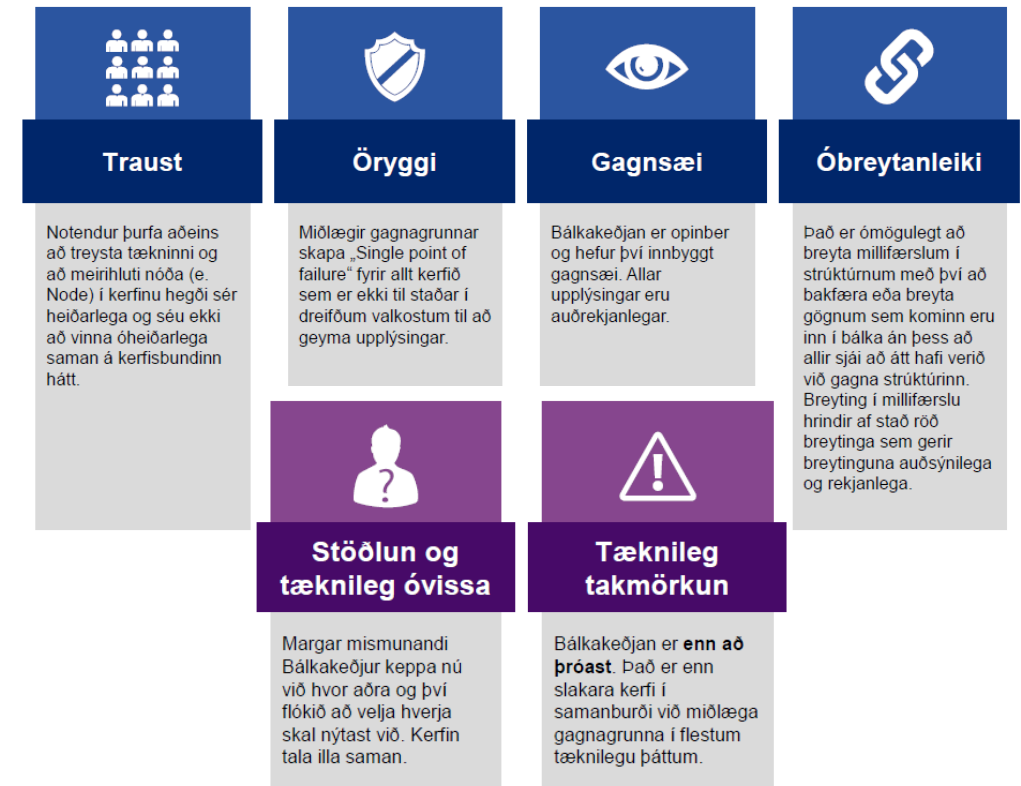 Traust
Notendur þurfa aðeins
að treysta tækninni og
að meirihluti nóða (e.
Node) í kerfinu hegði sér
heiðarlega og séu ekki
að vinna óheiðarlega
saman á kerfisbundinn
hátt.
Öryggi
Miðlægir gagnagrunnar
skapa „Single point of
failure“ fyrir allt kerfið
sem er ekki til staðar í
dreifðum valkostum til að
geyma upplýsingar.
Gagnsæi
Bálkakeðjan er opinber
og hefur því innbyggt
gagnsæi. Allar
upplýsingar eru
auðrekjanlegar.
Óbreytanleiki
Það er ómögulegt að
breyta millifærslum í
strúktúrnum með því að
bakfæra eða breyta
gögnum sem kominn eru
inn í bálka án þess að
allir sjái að átt hafi verið
við gagna strúktúrinn.
Breyting í millifærslu
hrindir af stað röð
breytinga sem gerir
breytinguna auðsýnilega
og rekjanlega.
?
Stöðlun og
tæknileg óvissa
Margar mismunandi
Bálkakeðjur keppa nú
við hvor aðra og því
flókið að velja hverja
skal nýtast við. Kerfin
tala illa saman.
!
Tæknileg
takmörkun
Bálkakeðjan er enn að
þróast. Það er enn
slakara kerfi í
samanburði við miðlæga
gagnagrunna í flestum
tæknilegu þáttum.